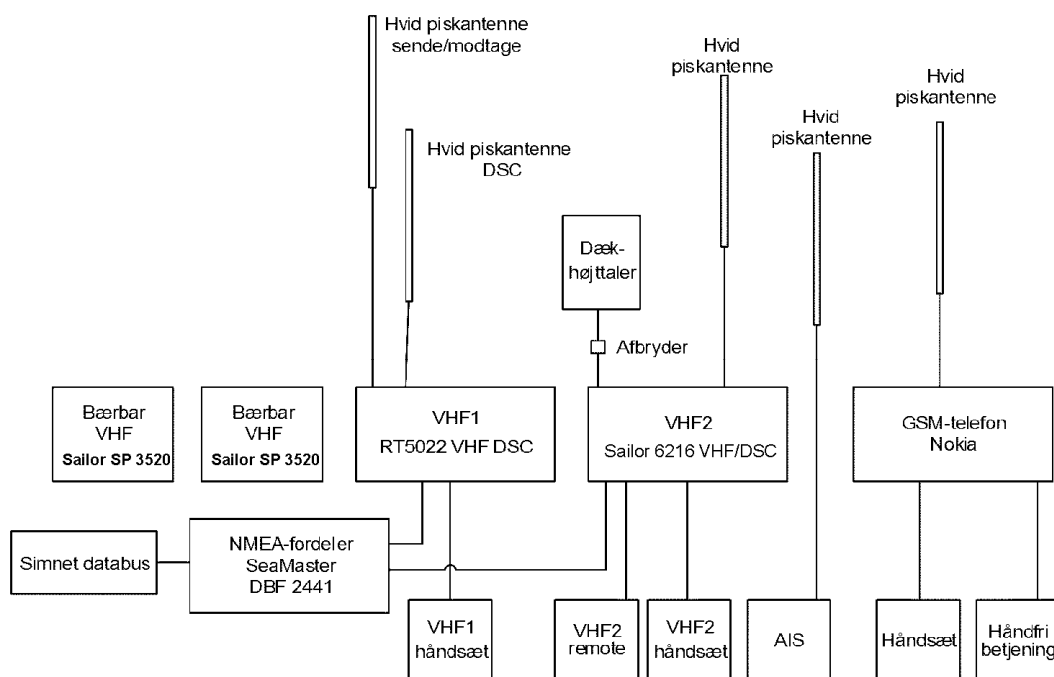 Hvid piskantenne
sende/modtage
Hvid piskantenne
DSC
Hvid
piskantenne
Hvid
piskantenne
Hvid
piskantenne
Dæk-
højttaler
Afbryder
Bærbar
VHF
Sailor SP 3520
Bærbar
VHF
Sailor SP 3520
VHF1
RT5022 VHF DSC
VHF2
Sailor 6216 VHF/DSC
GSM-telefon
Nokia
Simnet databus
NMEA-fordeler
SeaMaster
DBF 2441
VHF1
håndsæt
VHF2
remote
VHF2
håndsæt
AIS
Håndsæt
Håndfri
betjening